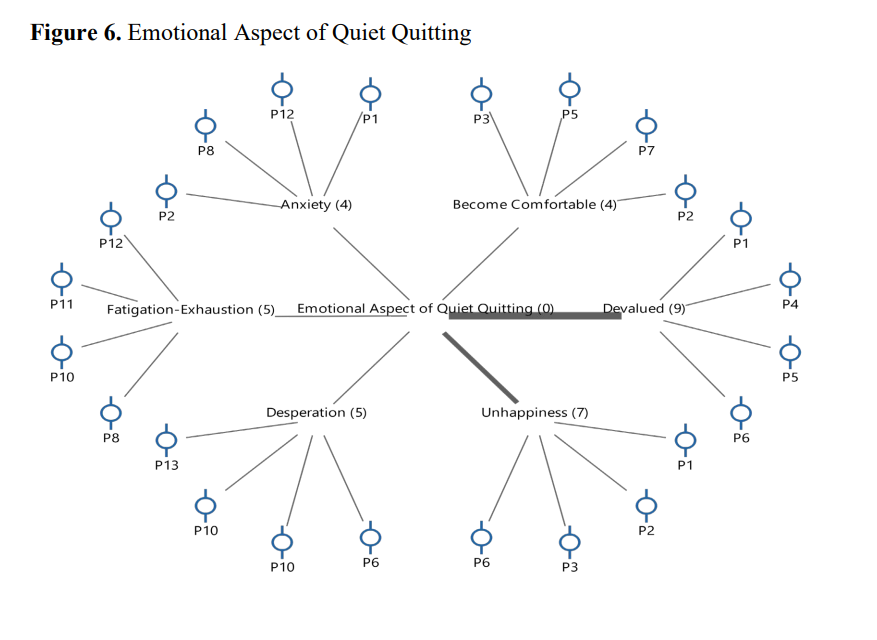 Figure 6. Emotional Aspect of Quiet Quitting
P12
P1
P3
P5
P8
P7
Anxiety (4)
Become Comfortable (4)
P2
P2
P12
P1
P11
P4
Fatigation-Exhaustion (5)
Emotional Aspect of Quiet Quitting (0)
Devalued (9)
P10
P5
Desperation (5)
Unhappiness (7)
P8
P6
P13
P1
P10
P2
P10
P6
P6
P3